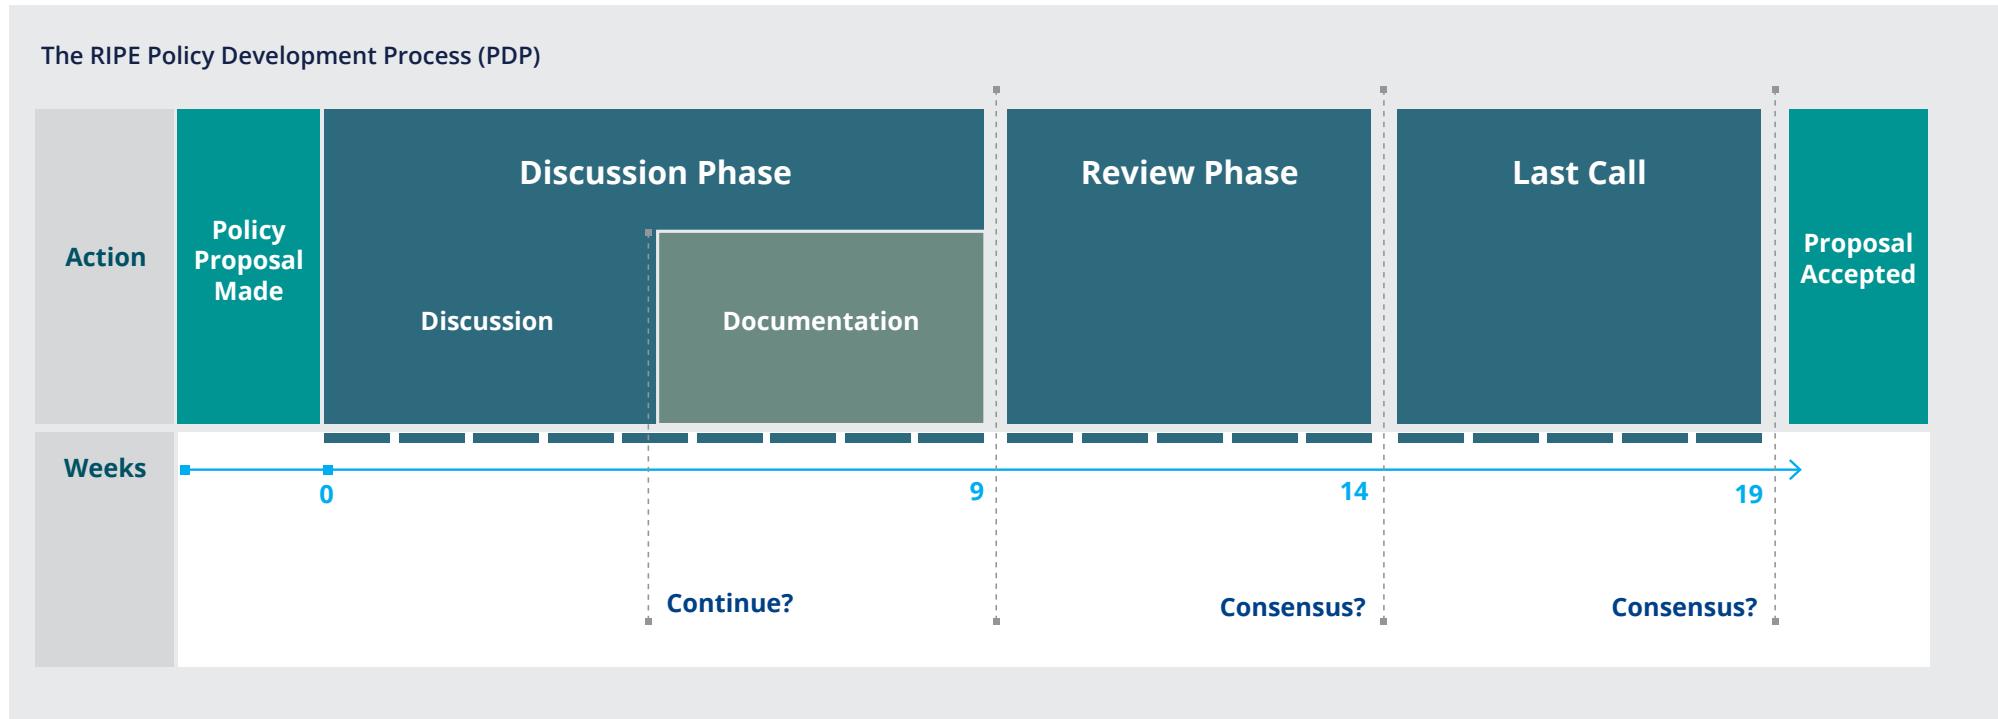 The RIPE Policy Development Process (PDP)
Action
Policy
Proposal
Made
Discussion Phase
Discussion
Documentation
Review Phase
Last Call
Proposal
Accepted
Weeks
0
9
14
19
Continue?
Consensus?
Consensus?